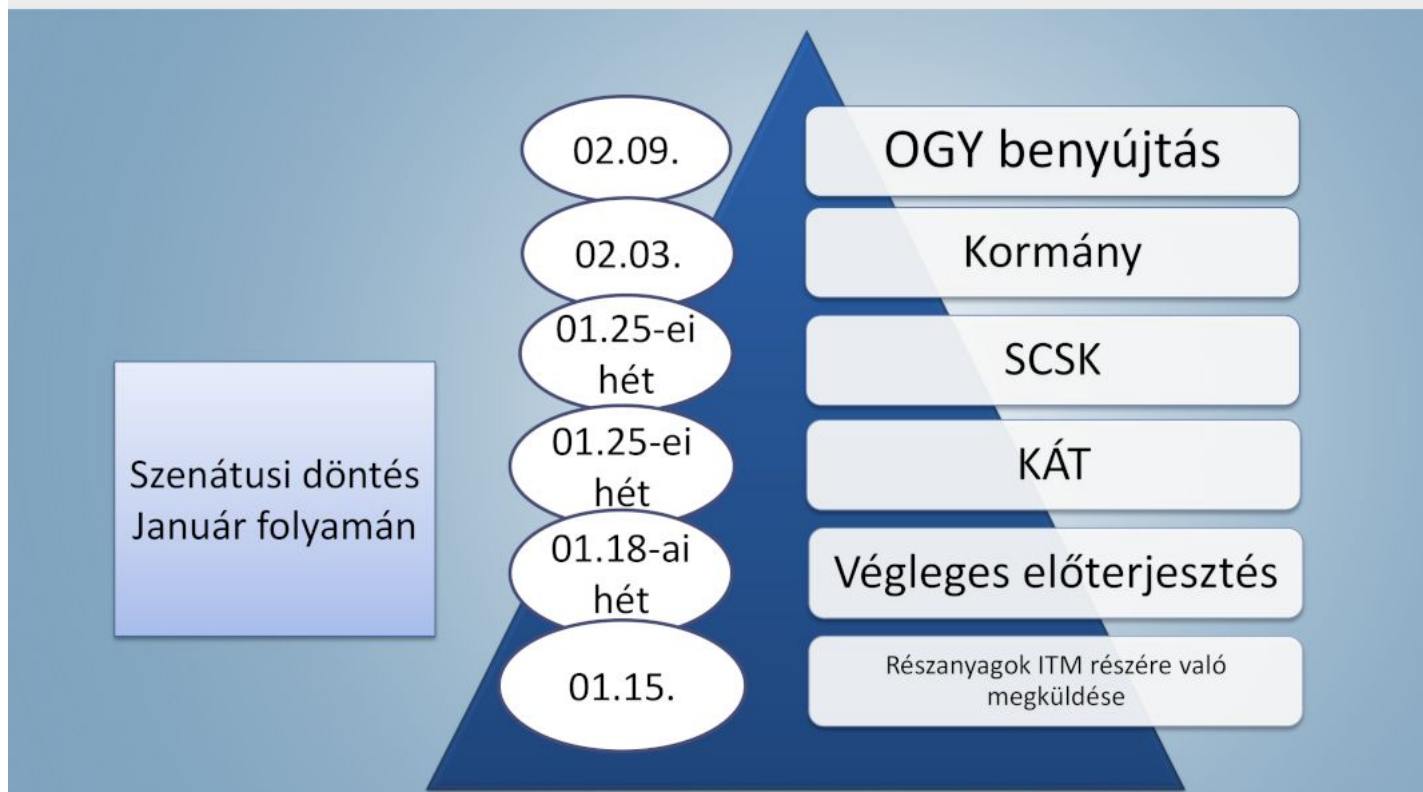 02.09.
OGY benyújtás
02.03.
Kormány
01.25-ei
hét
SCSK
01.25-ei
hét
KÁT
Szenátusi döntés
Január folyamán
01.18-ai
hét
Végleges előterjesztés
01.15.
Részanyagok ITM részére való
megküldése